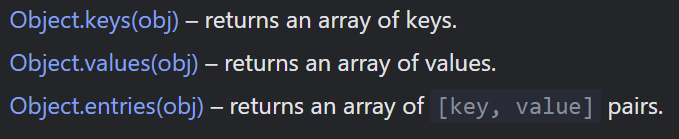 Object.keys(obj) – returns an array of keys.
Object.values(obj) – returns an array of values.
Object.entries(obj) – returns an array of [key, value] pairs.